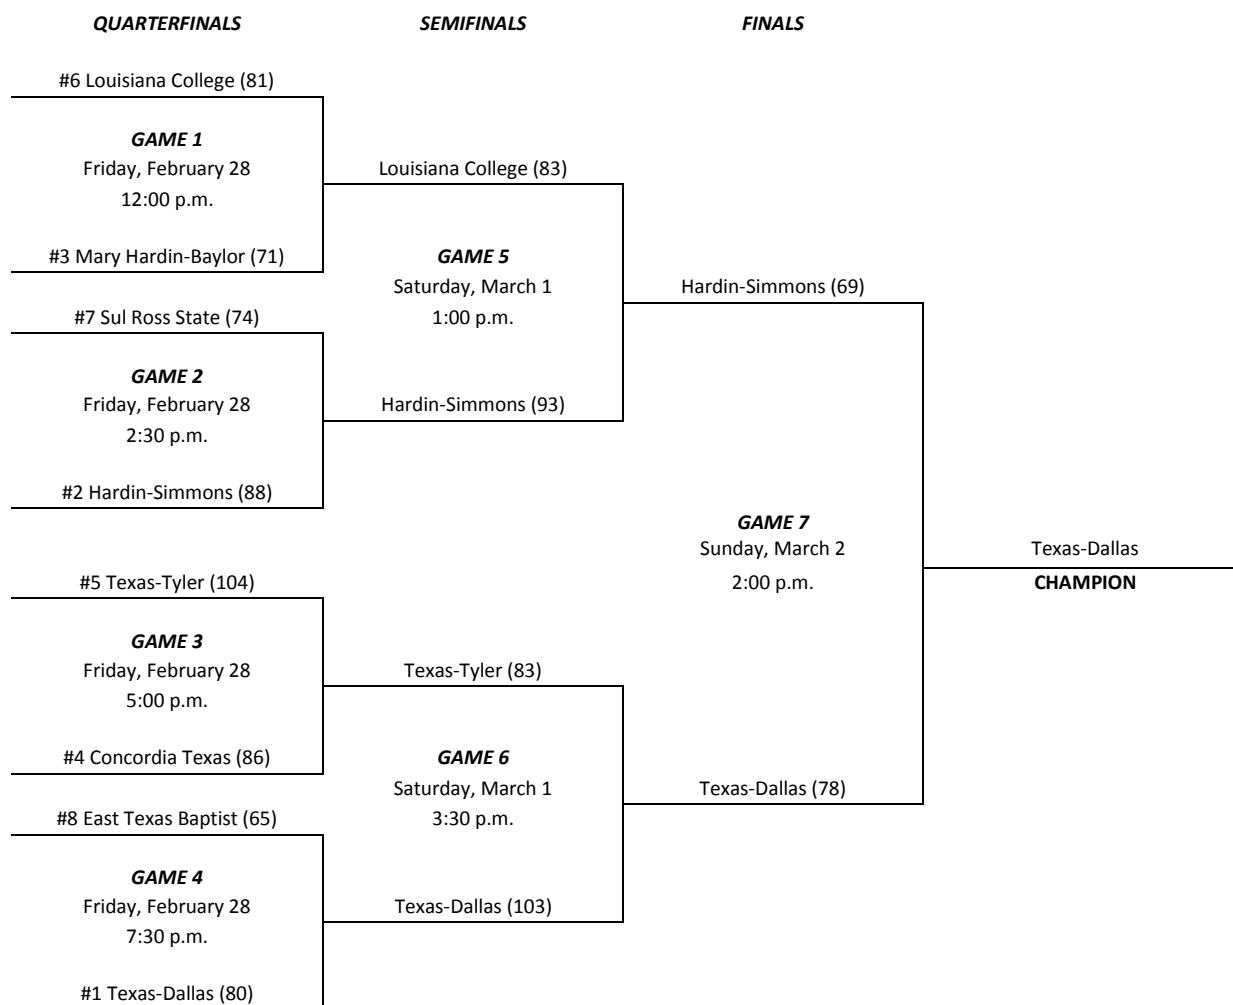 QUARTERFINALS
SEMIFINALS
FINALS
#6 Louisiana College (81)
GAME 1
Friday, February 28
12:00 p.m.
#3 Mary Hardin-Baylor (71)
#7 Sul Ross State (74)
GAME 2
Friday, February 28
2:30 p.m.
#2 Hardin-Simmons (88)
#5 Texas-Tyler (104)
GAME 3
Friday, February 28
5:00 p.m.
#4 Concordia Texas (86)
#8 East Texas Baptist (65)
GAME 4
Friday, February 28
7:30 p.m.
#1 Texas-Dallas (80)
Louisiana College (83)
GAME 5
Saturday, March 1
1:00 p.m.
Hardin-Simmons (93)
Texas-Tyler (83)
GAME 6
Saturday, March 1
3:30 p.m.
Texas-Dallas (103)
Hardin-Simmons (69)
GAME 7
Sunday, March 2
2:00 p.m.
Texas-Dallas (78)
Texas-Dallas
CHAMPION